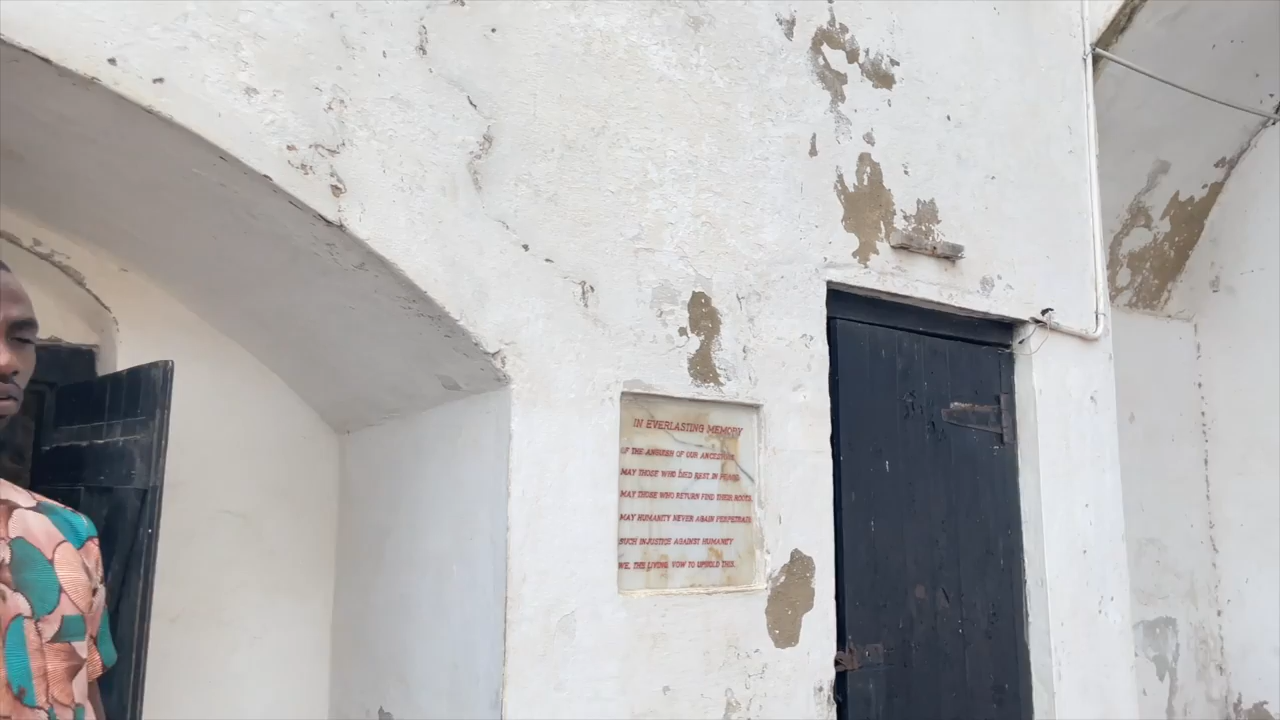 IN EVERLASTING MEMORY
OF THE ANGUISH OF OUR ANCESTORS
MAY THOSE WHO DIED REST IN PEACE
MAY THOSE WHO RETURN FIND THEIR ROOTS
MAY HUMANITY NEVER AGAIN PERPETRATE
SUCH INJUSTICE AGAINST HUMANITY
WE, THE LIVING, VOW TO UPHOLD THIS.